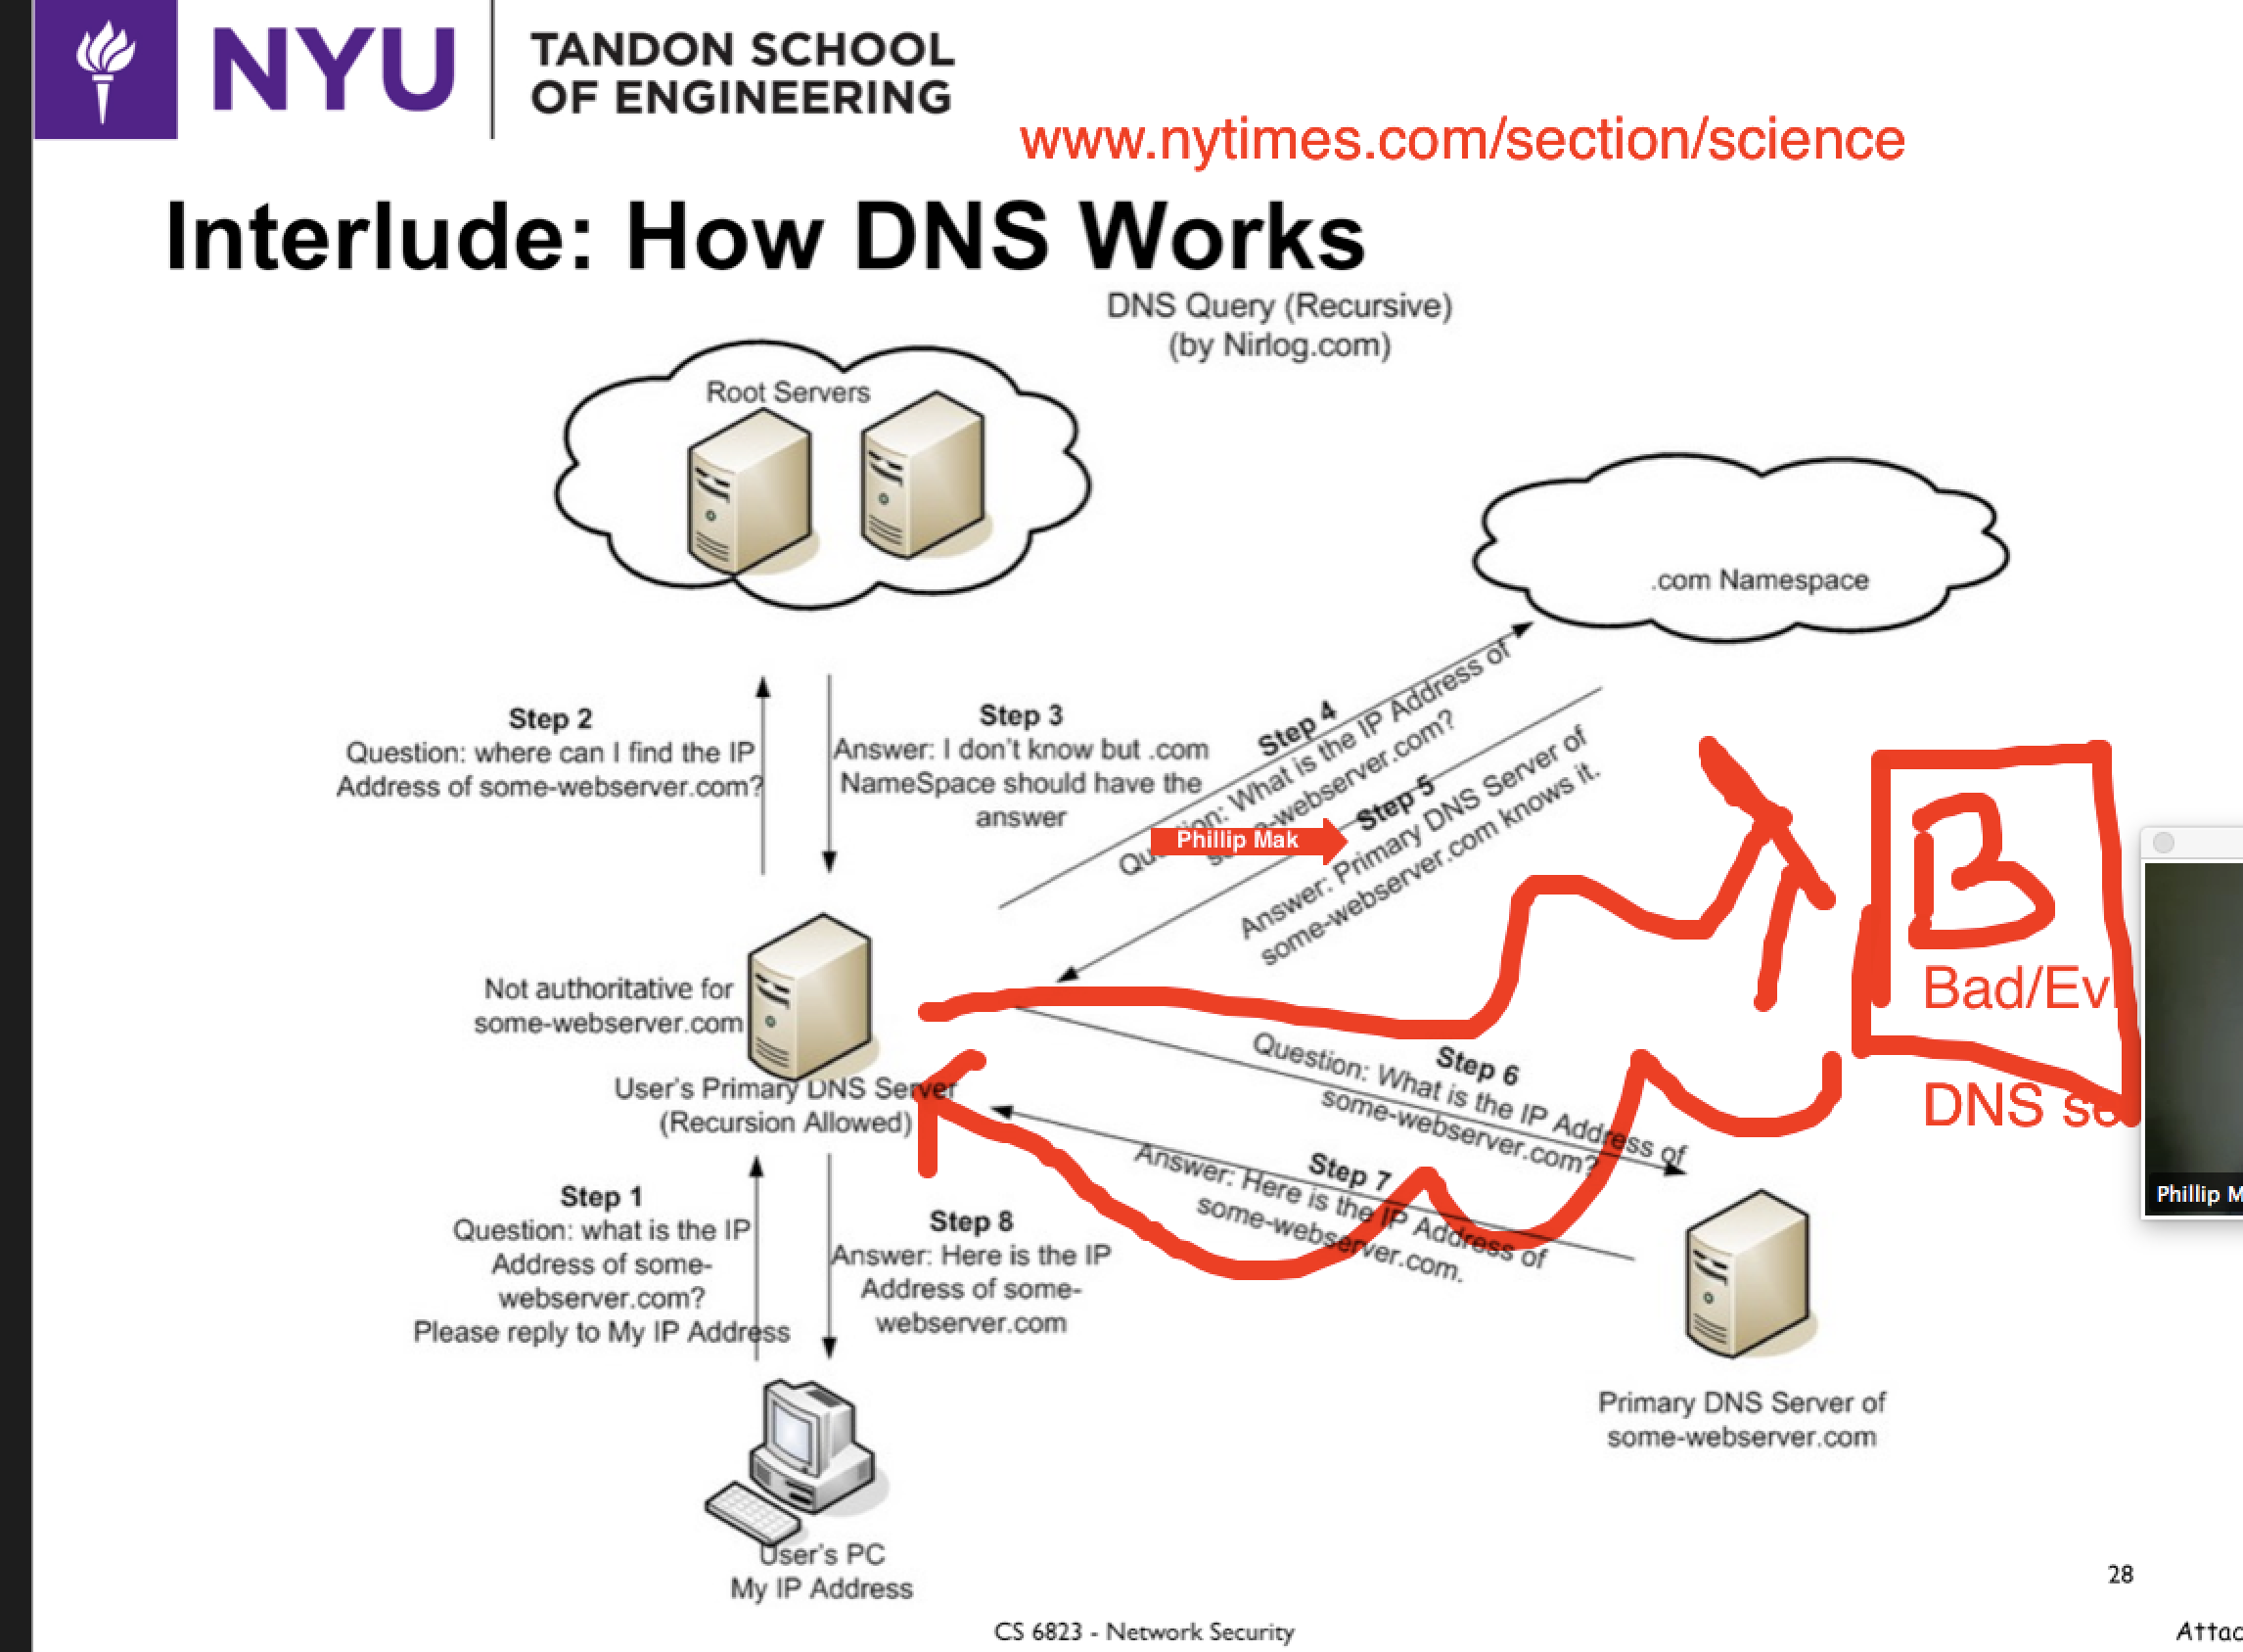 NYU
TANDON SCHOOL
OF ENGINEERING
www.nytimes.com/section/science
Interlude: How DNS Works
DNS Query (Recursive)
(by Nirlog.com)
Root Servers
.com Namespace
Step 2
Question: where can I find the IP
Address of some-webserver.com?
Step 3
Answer: I don't know but .com
NameSpace should have the
answer
Step 4
Question: What is the IP Address of
some-webserver.com?
Phillip Mak
Step 5
Answer: Primary DNS Server of
some-webserver.com knows it.
B
Bad/Ev
DNS se
Phillip M
Not authoritative for
some-webserver.com
User's Primary DNS Server
(Recursion Allowed)
Step 6
Question: What is the IP Address of
some-webserver.com?
Step 7
Answer: Here is the IP Address of
some-webserver.com.
Step 1
Question: what is the IP
Address of some-
webserver.com?
Please reply to My IP Address
Step 8
Answer: Here is the IP
Address of some-
webserver.com
Primary DNS Server of
some-webserver.com
User's PC
My IP Address
28
CS 6823 - Network Security
Attac